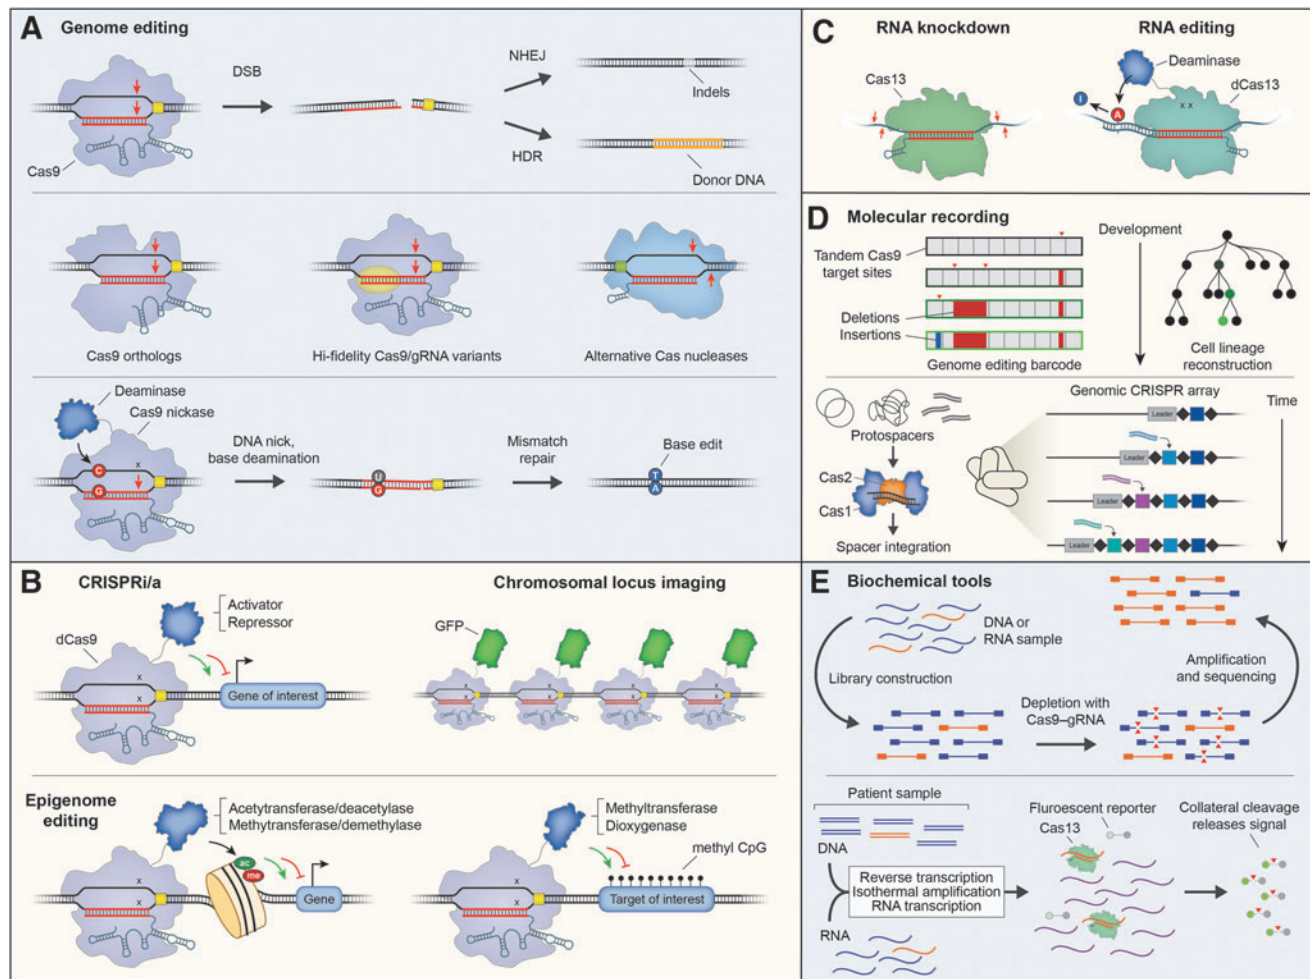 A Genome editing
DSB
NHEJ
Indels
HDR
Donor DNA
Cas9
Cas9 orthologs
Hi-fidelity Cas9/gRNA variants
Alternative Cas nucleases
Deaminase
Cas9 nickase
x
C
G
DNA nick,
base deamination
U
G
Mismatch
repair
Base edit
T
A
B CRISPRi/a
Activator
Repressor
dCas9
x
x
Gene of interest
Chromosomal locus imaging
GFP
x
x
x
x
x
x
x
x
Epigenome
editing
Acetytransferase/deacetylase
Methytransferase/demethylase
x
x
ac
me
Gene
Methyltransferase
Dioxygenase
methyl CpG
x
x
Target of interest
C RNA knockdown
Cas13
RNA editing
Deaminase
dCas13
x x
I
A
D Molecular recording
Tandem Cas9
target sites
Deletions
Insertions
Genome editing barcode
Development
Cell lineage
reconstruction
Protospacers
Cas2
Cas1
Spacer integration
Genomic CRISPR array
Time
Leader
Leader
Leader
Leader
E Biochemical tools
DNA or
RNA sample
Library construction
Depletion with
Cas9–gRNA
Amplification
and sequencing
Patient sample
DNA
Reverse transcription
Isothermal amplification
RNA transcription
RNA
Fluroescent reporter
Cas13
Collateral cleavage
releases signal